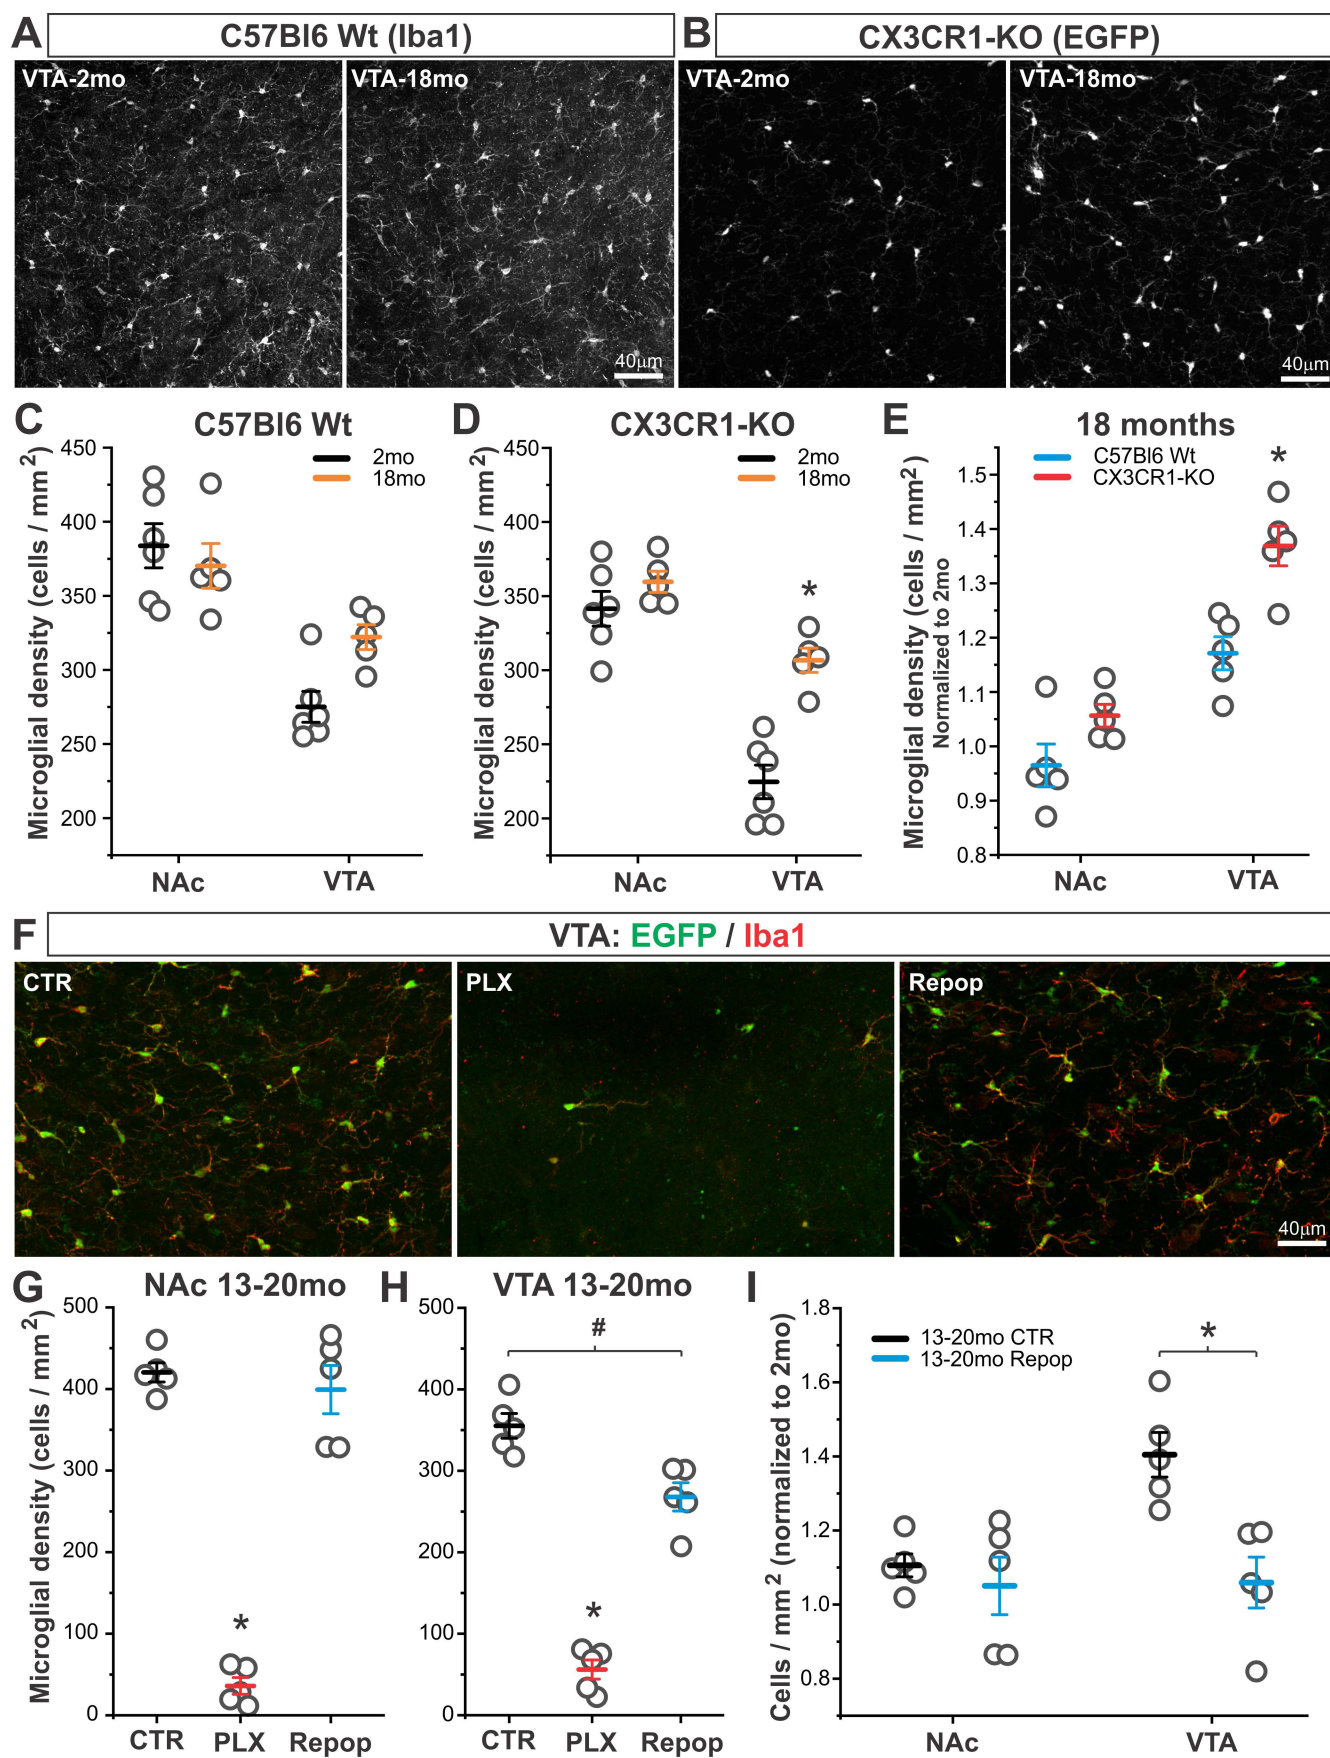 A
C57Bl6 Wt (Iba1)
B
CX3CR1-KO (EGFP)
VTA-2mo
VTA-18mo
VTA-2mo
VTA-18mo
40µm
40µm
C
C57Bl6 Wt
D
CX3CR1-KO
E
18 months
Microglial density (cells / mm²)
450
400
350
300
250
200
2mo
18mo
NAc
VTA
Microglial density (cells / mm²)
450
400
350
300
250
200
2mo
18mo
*
NAc
VTA
Microglial density (cells / mm²)
Normalized to 2mo
1.5
1.4
1.3
1.2
1.1
1.0
0.9
0.8
C57Bl6 Wt
CX3CR1-KO
*
NAc
VTA
F
VTA: EGFP / Iba1
CTR
PLX
Repop
40µm
G
NAc 13-20mo
H
VTA 13-20mo
I
Microglial density (cells / mm²)
500
400
300
200
100
0
*
CTR
PLX
Repop
500
400
300
200
100
0
#
*
CTR
PLX
Repop
Cells / mm² (normalized to 2mo)
1.8
1.6
1.4
1.2
1.0
0.8
13-20mo CTR
13-20mo Repop
*
NAc
VTA